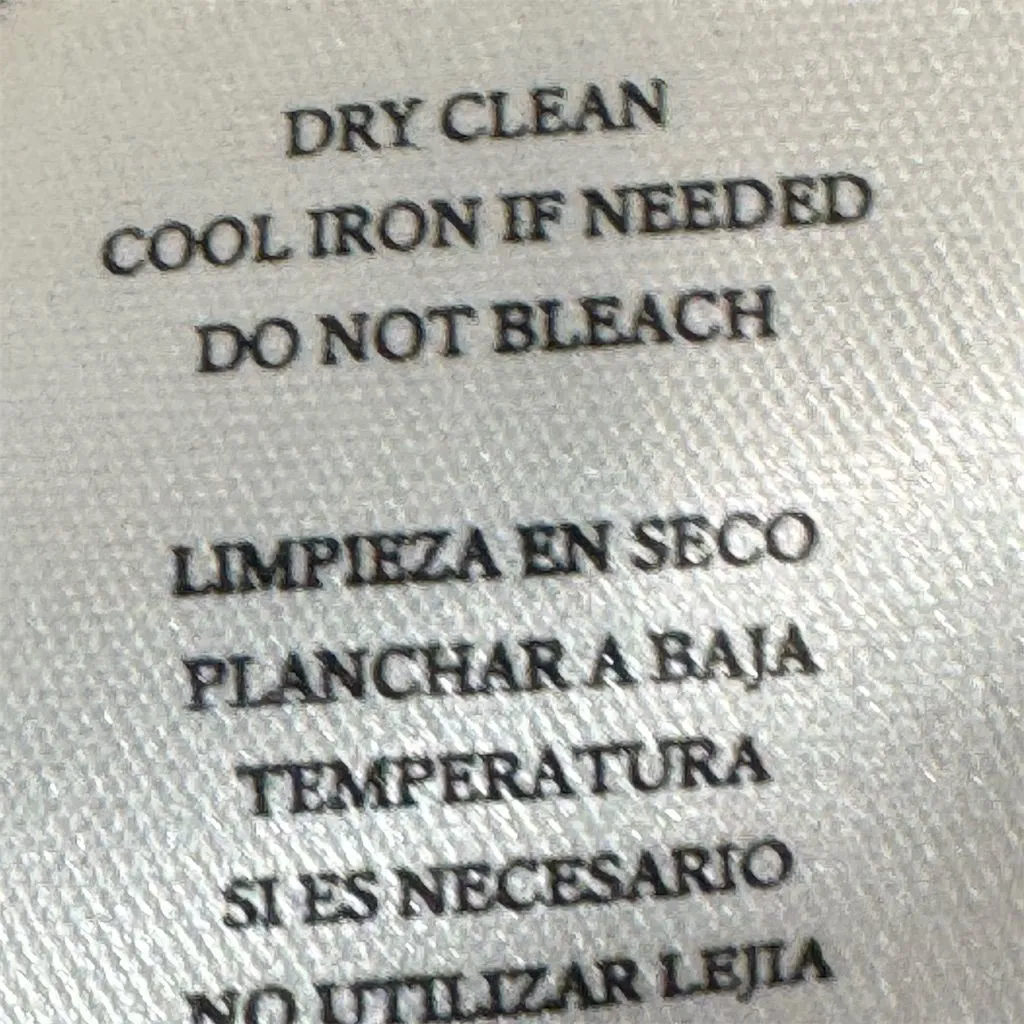 DRY CLEAN
COOL IRON IF NEEDED
DO NOT BLEACH
LIMPIEZA EN SECO
PLANCHAR A BAJA
TEMPERATURA
SI ES NECESARIO
NO UTILIZAR LEJIA